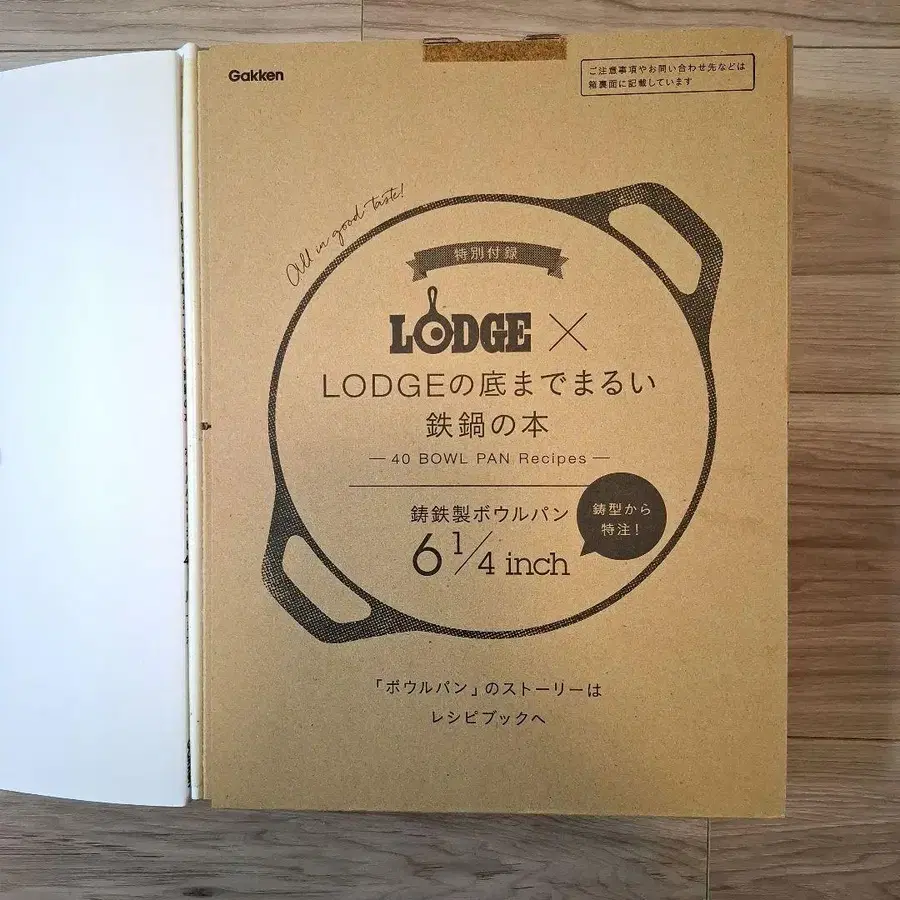 Gakken
ご注意事項やお問い合わせ先などは
箱裏面に記載しています
All in good taste!
特別付録
LODGE ×
LODGEの底までまるい
鉄鍋の本
— 40 BOWL PAN Recipes —
鋳鉄製ボウルパン
6 1/4 inch
鋳型から
特注！
「ボウルパン」のストーリーは
レシピブックへ